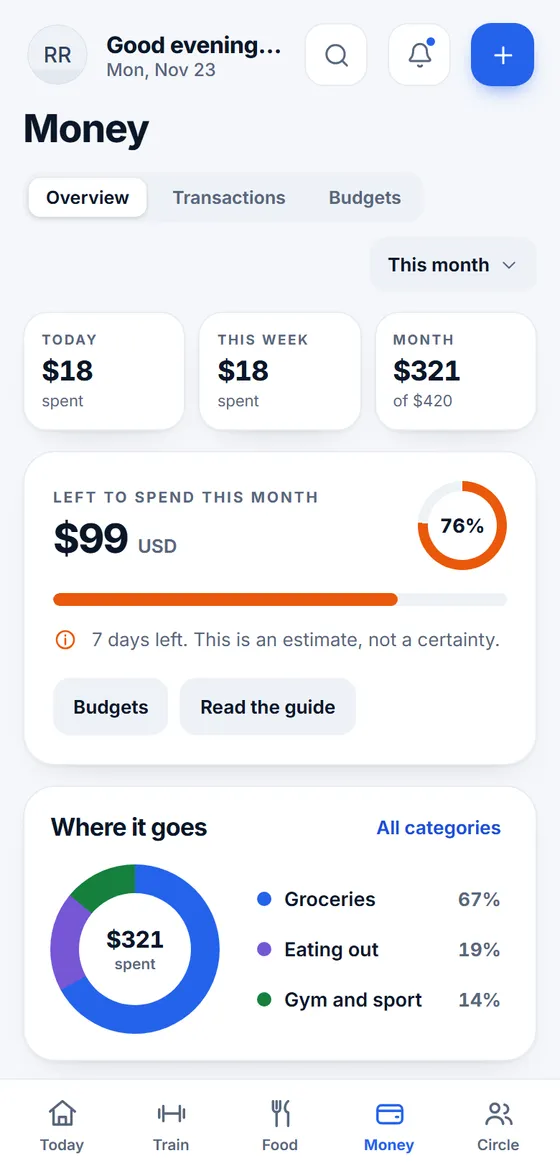 RR
Good evening...
Mon, Nov 23
Money
Overview
Transactions
Budgets
This month
TODAY
$18
spent
THIS WEEK
$18
spent
MONTH
$321
of $420
LEFT TO SPEND THIS MONTH
$99 USD
76%
7 days left. This is an estimate, not a certainty.
Budgets
Read the guide
Where it goes
All categories
$321
spent
Groceries 67%
Eating out 19%
Gym and sport 14%
Today
Train
Food
Money
Circle